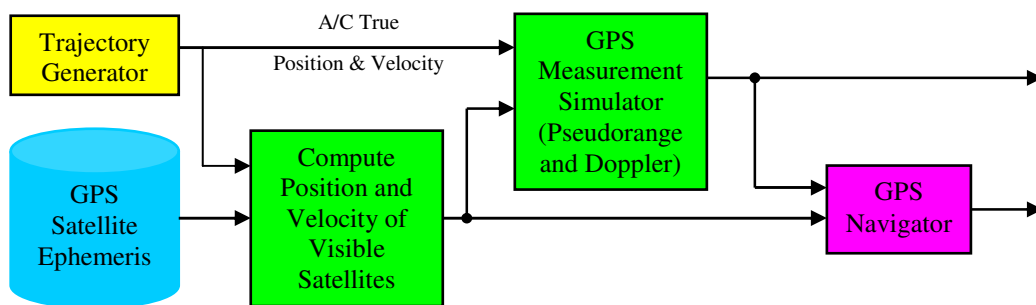 Trajectory
Generator
A/C True
Position & Velocity
GPS
Measurement
Simulator
(Pseudorange
and Doppler)
GPS
Satellite
Ephemeris
Compute
Position and
Velocity of
Visible
Satellites
GPS
Navigator